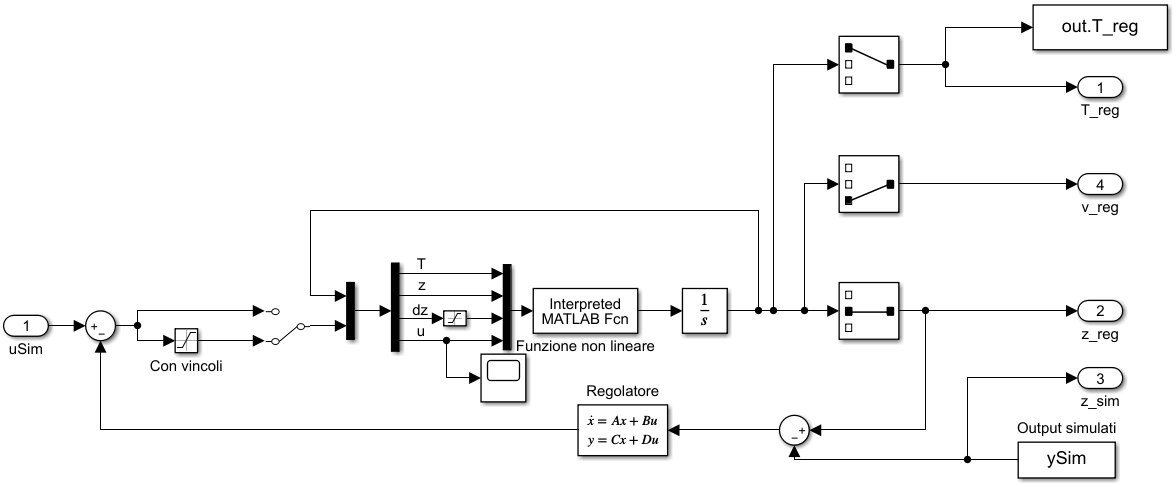 out.T_reg
1
T_reg
4
v_reg
T
z
dz
u
Interpreted
MATLAB Fcn
Funzione non lineare
1
s
1
uSim
+
−
Con vincoli
2
z_reg
3
z_sim
Regolatore
ẋ = Ax + Bu
y = Cx + Du
+
−
Output simulati
ySim